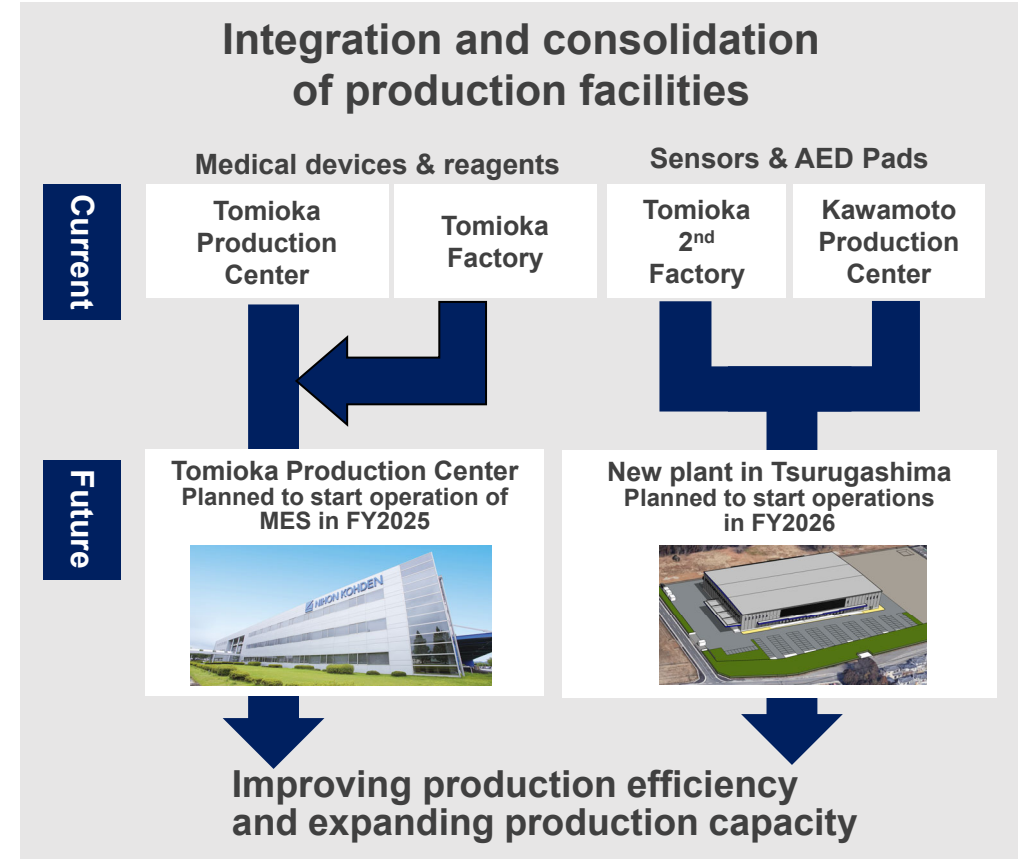 Integration and consolidation
of production facilities
Medical devices & reagents
Sensors & AED Pads
Current
Tomioka
Production
Center
Tomioka
Factory
Tomioka
2nd
Factory
Kawamoto
Production
Center
Future
Tomioka Production Center
Planned to start operation of
MES in FY2025
NIHON KOHDEN
New plant in Tsurugashima
Planned to start operations
in FY2026
Improving production efficiency
and expanding production capacity